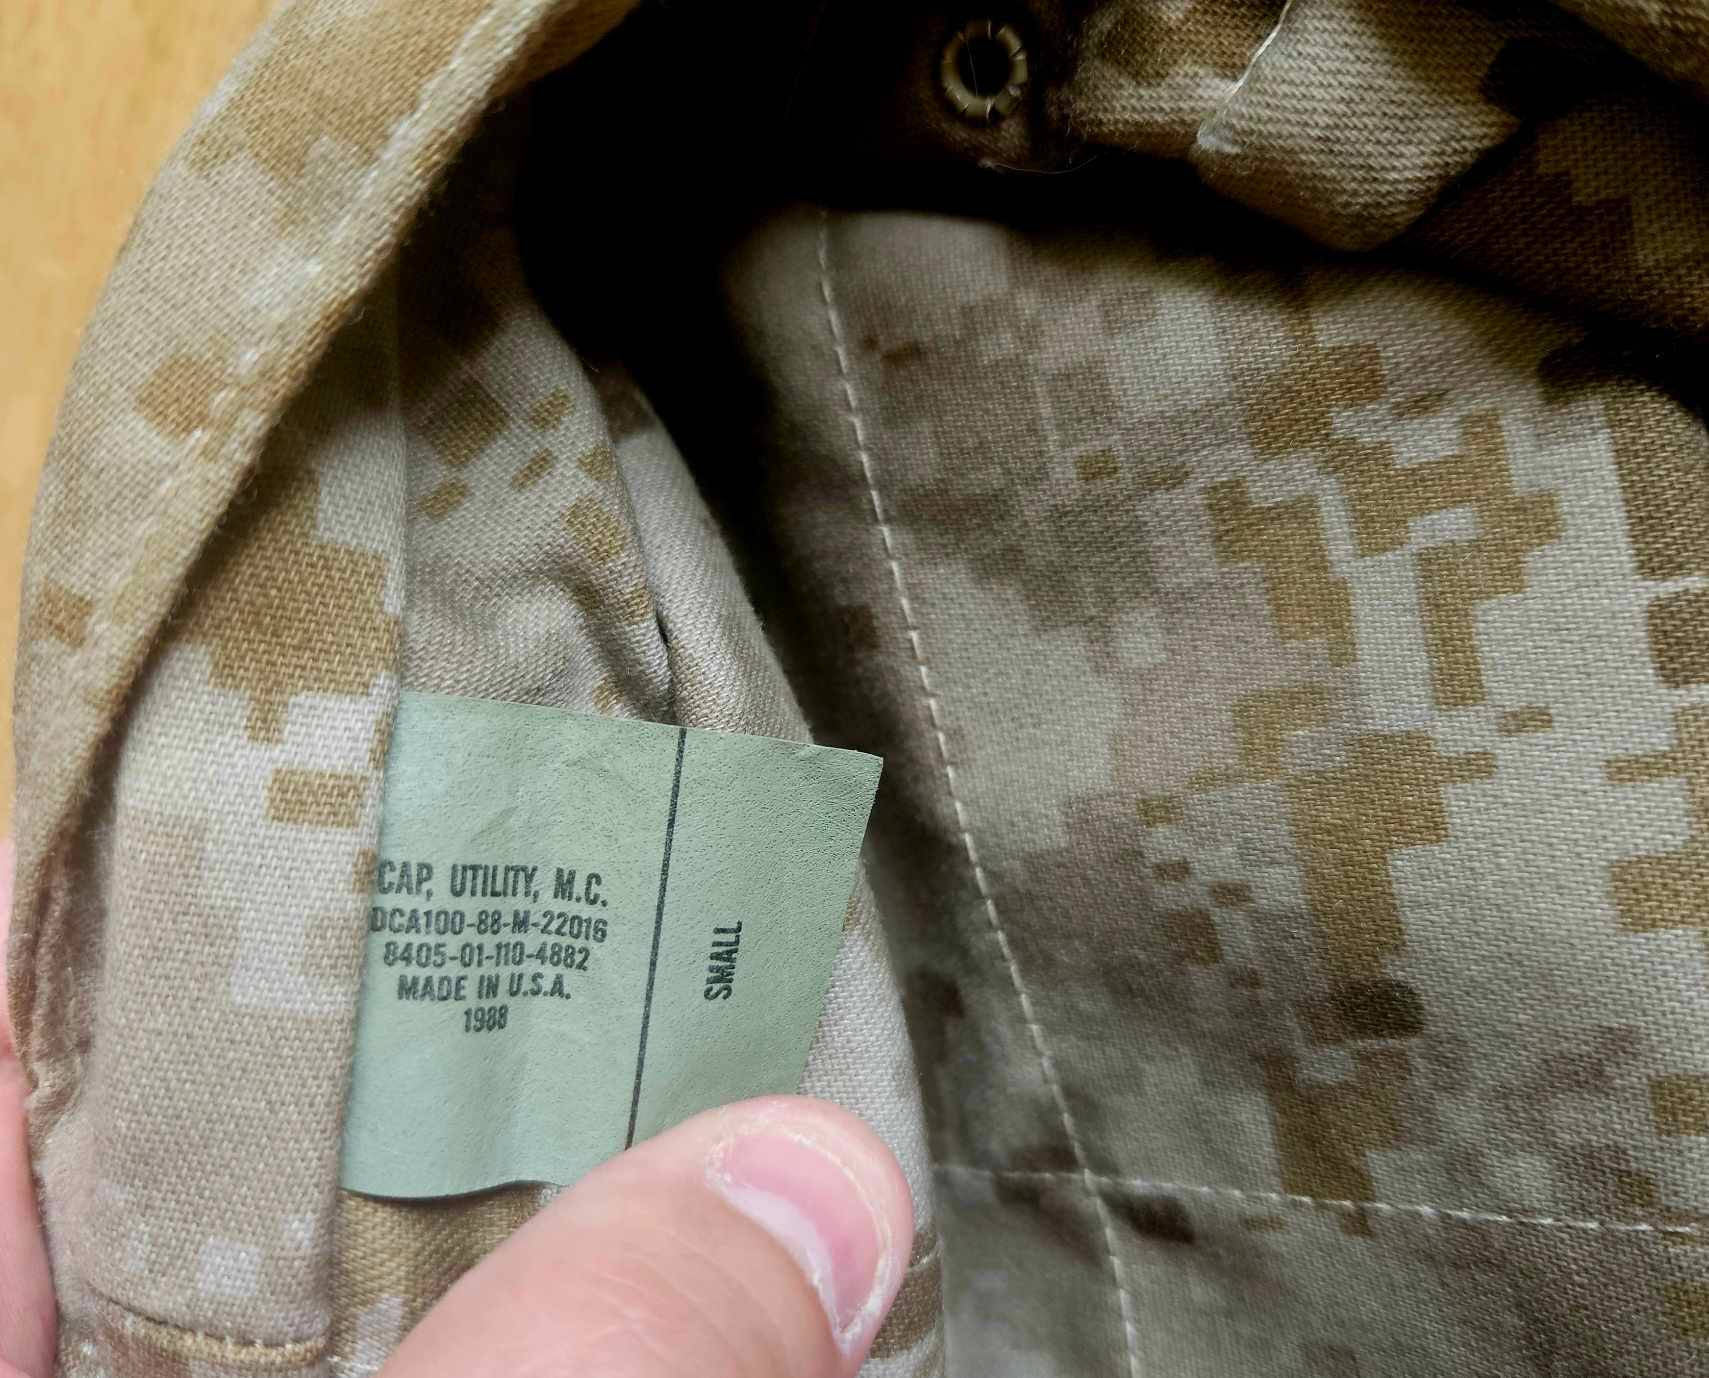 CAP, UTILITY, M.C.
DCA100-88-M-22016
8405-01-110-4882
MADE IN U.S.A.
1988
SMALL